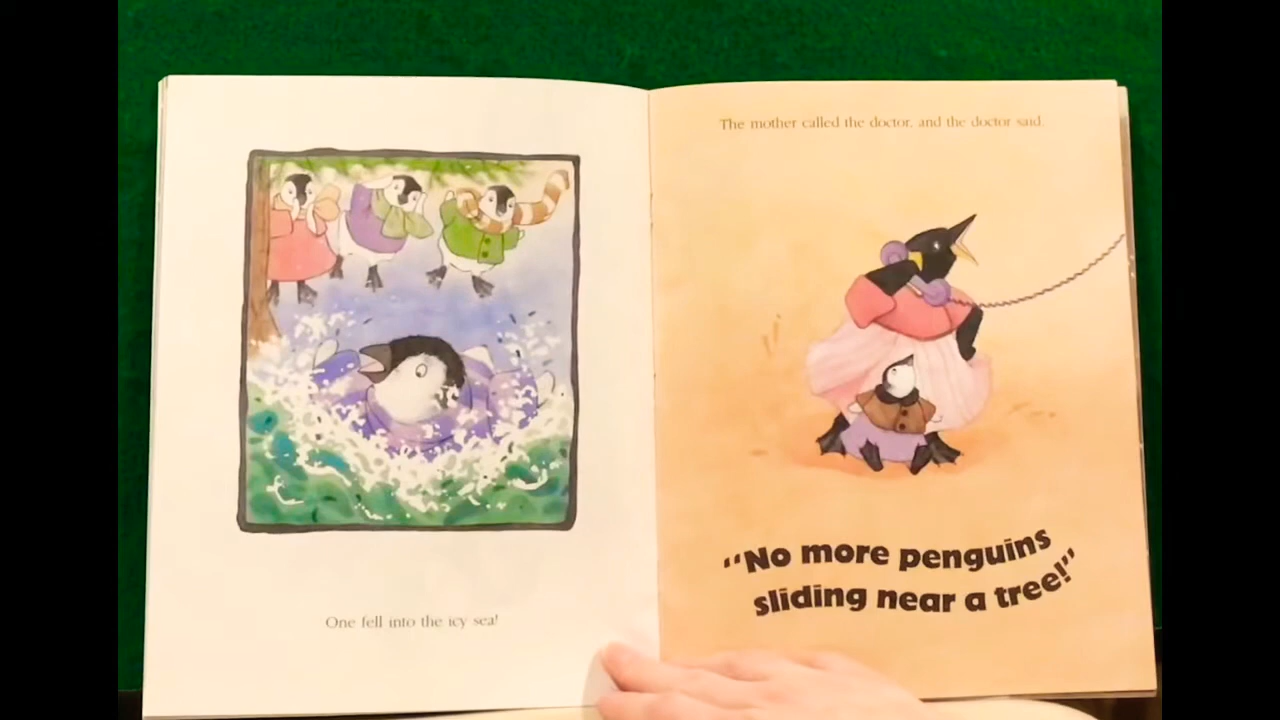 One fell into the icy sea!
The mother called the doctor, and the doctor said,
"No more penguins
sliding near a tree!"